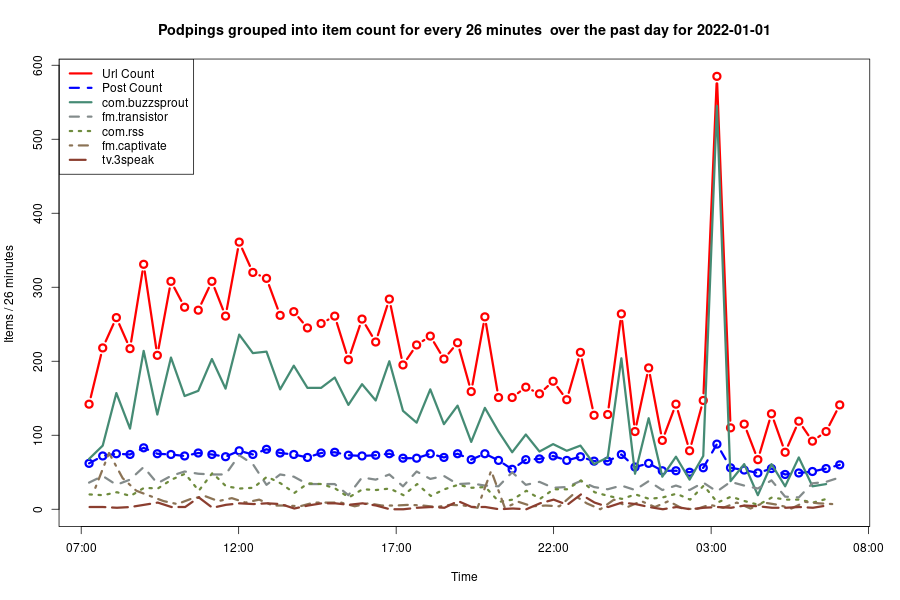 Podpings grouped into item count for every 26 minutes  over the past day for 2022-01-01
Url Count
Post Count
com.buzzsprout
fm.transistor
com.rss
fm.captivate
tv.3speak
Items / 26 minutes
600
500
400
300
200
100
0
07:00 12:00 17:00 22:00 03:00 08:00
Time